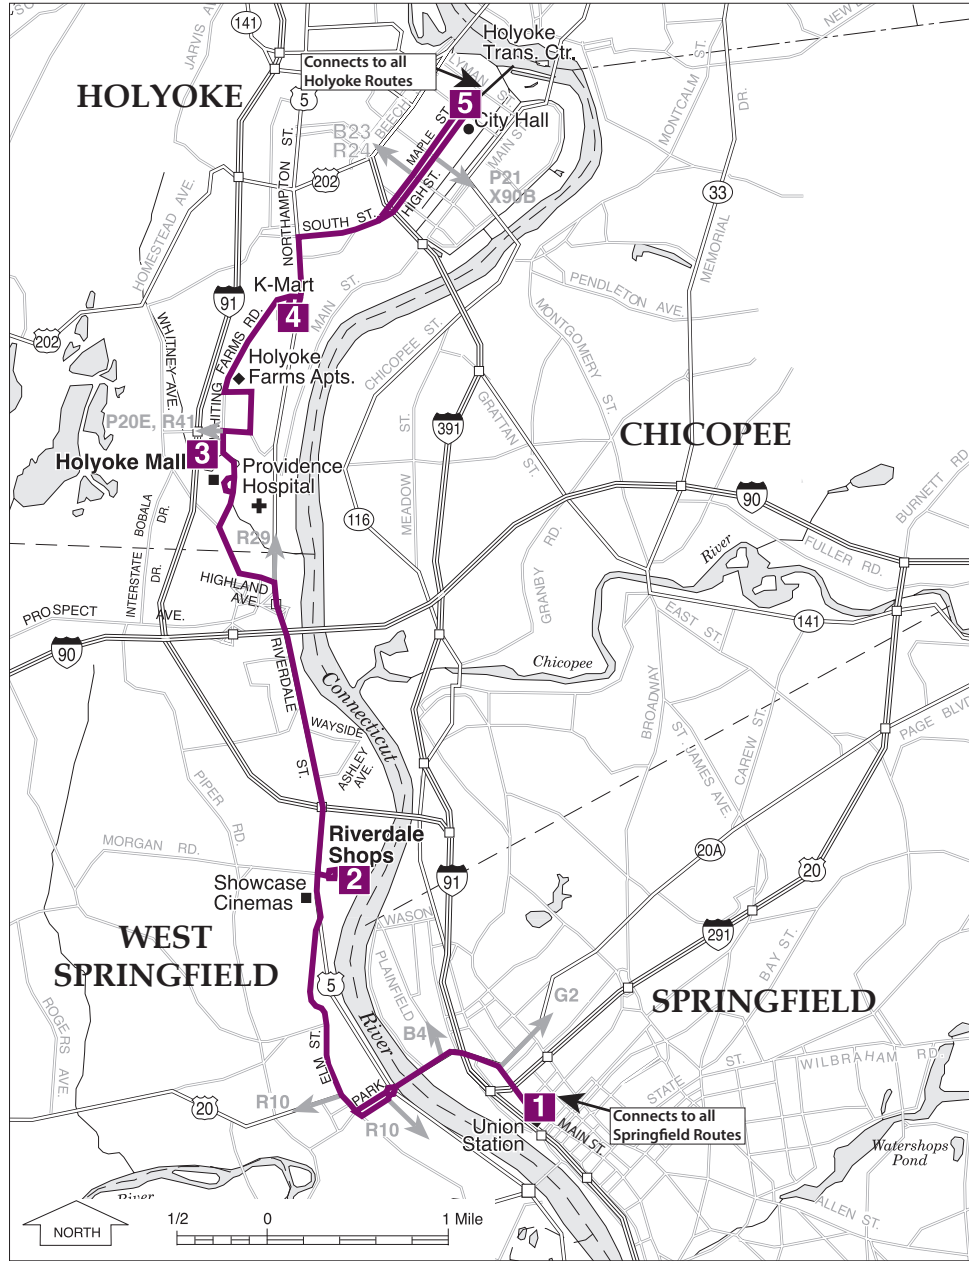 JARVIS AVE.
141
HOLYOKE
5
Connects to all
Holyoke Routes
Holyoke
Trans. Ctr.
5
City Hall
LYMAN ST.
BEECH
MAPLE ST.
HIGH ST.
MAIN ST.
B23
R24
P21
X90B
202
NORTHAMPTON ST.
SOUTH ST.
HOMESTEAD AVE.
MONTCALM ST.
NEW
DR.
33
MEMORIAL
91
K-Mart
4
MAIN ST.
202
WHITNEY AVE.
WHITING FARMS RD.
Holyoke
Farms Apts.
PENDLETON AVE.
MONTGOMERY ST.
CHICOPEE ST.
GRATTAN ST.
391
CHICOPEE
P20E, R41
3
Holyoke Mall
Providence
Hospital
MEADOW ST.
116
90
BURNETT RD.
FULLER RD.
INTERSTATE DR.
BOBALA DR.
R29
HIGHLAND
AVE
GRANBY RD.
River
PROSPECT AVE.
90
EAST ST.
141
Chicopee
RIVERDALE ST.
Connecticut
WAYSIDE
ASHLEY
AVE.
BROADWAY
ST. JAMES AVE.
CAREW ST.
PAGE BLVD.
PIPER RD.
MORGAN RD.
Riverdale
Shops
2
Showcase
Cinemas
20A
20
91
291
WASON
PLAINFIELD
BAY ST.
WEST
SPRINGFIELD
5
SPRINGFIELD
G2
B4
River
ROGERS AVE.
ELM ST.
PARK
STATE ST.
WILBRAHAM RD.
R10
20
R10
1
Connects to all
Springfield Routes
Union
Station
MAIN ST.
Watershops
Pond
ALLEN ST.
River
NORTH
1/2 0 1 Mile